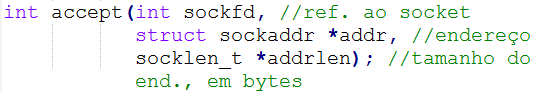 int accept(int sockfd, //ref. ao socket
struct sockaddr *addr, //endereço
socklen_t *addrlen); //tamanho do
end., em bytes